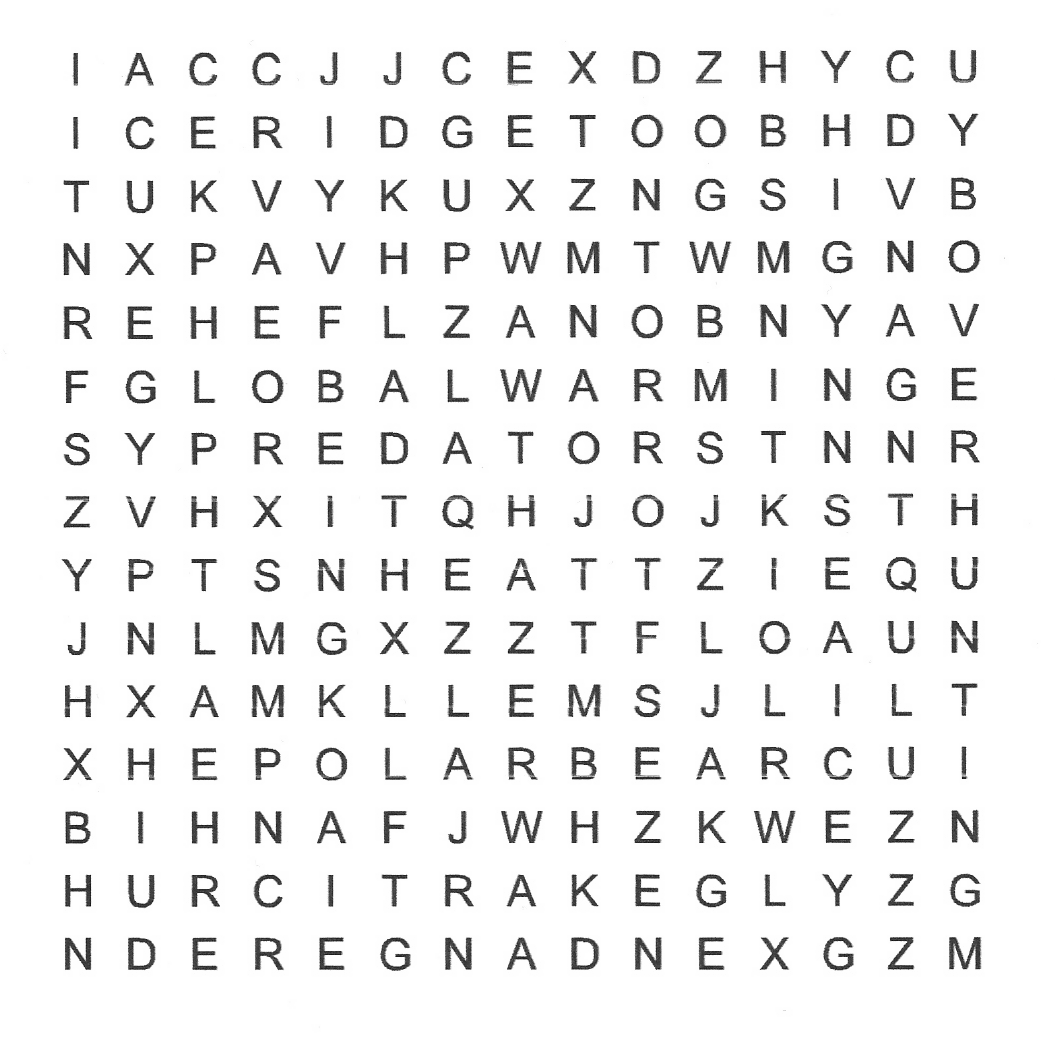 I A C C J J C E X D Z H Y C U
I C E R I D G E T O O B H D Y
T U K V Y K U X Z N G S I V B
N X P A V H P W M T W M G N O
R E H E F L Z A N O B N Y A V
F G L O B A L W A R M I N G E
S Y P R E D A T O R S T N N R
Z V H X I T Q H J O J K S T H
Y P T S N H E A T T Z I E Q U
J N L M G X Z Z T F L O A U N
H X A M K L L E M S J L I L T
X H E P O L A R B E A R C U I
B I H N A F J W H Z K W E Z N
H U R C I T R A K E G L Y Z G
N D E R E G N A D N E X G Z M